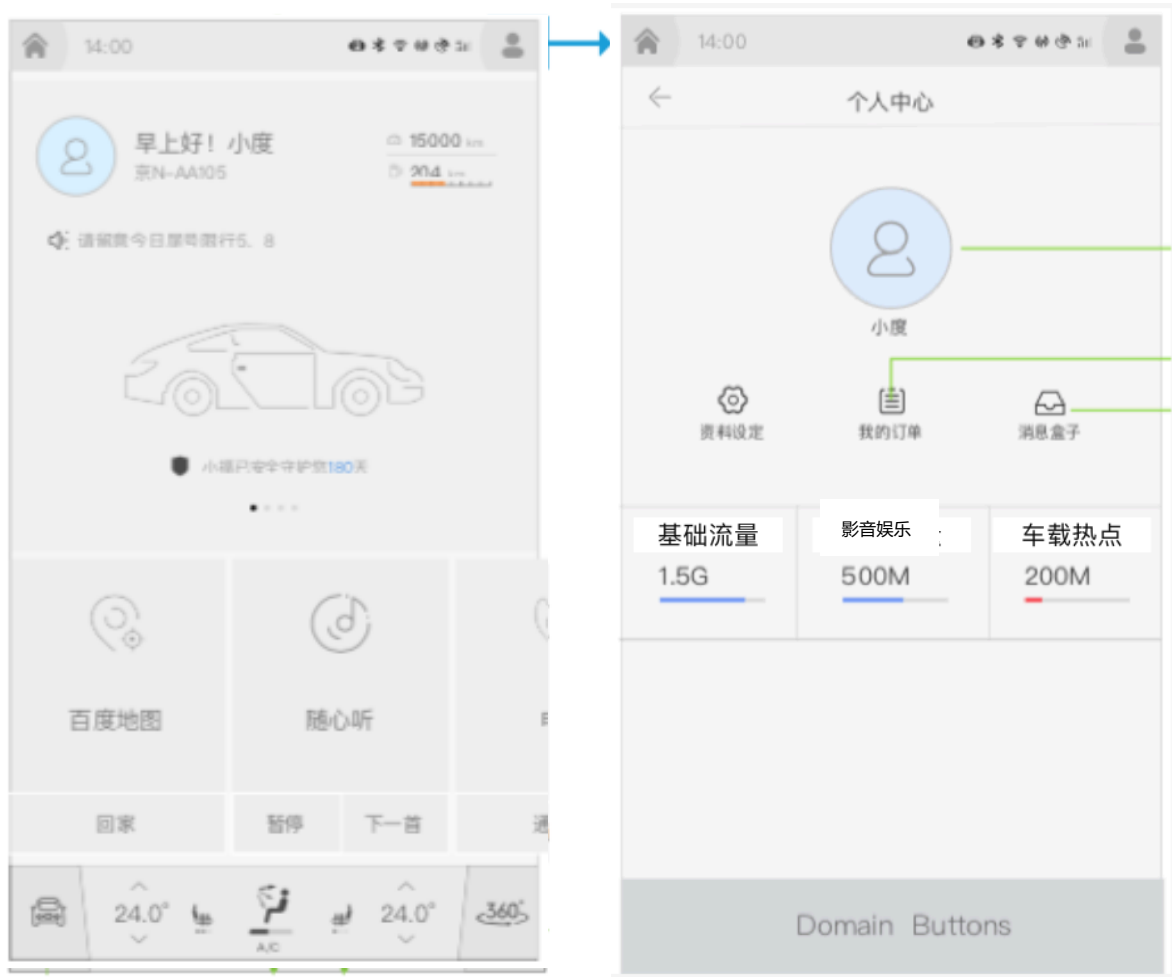 14:00
早上好！小度
京N-AA105
15000 km
204 km
请留意今日尾号限行5、8
小福已安全守护您180天
百度地图
随心听
回家
暂停
下一首
24.0°
A/C
24.0°
360°
14:00
个人中心
小度
资料设定
我的订单
消息盒子
基础流量
影音娱乐
车载热点
1.5G
500M
200M
Domain Buttons